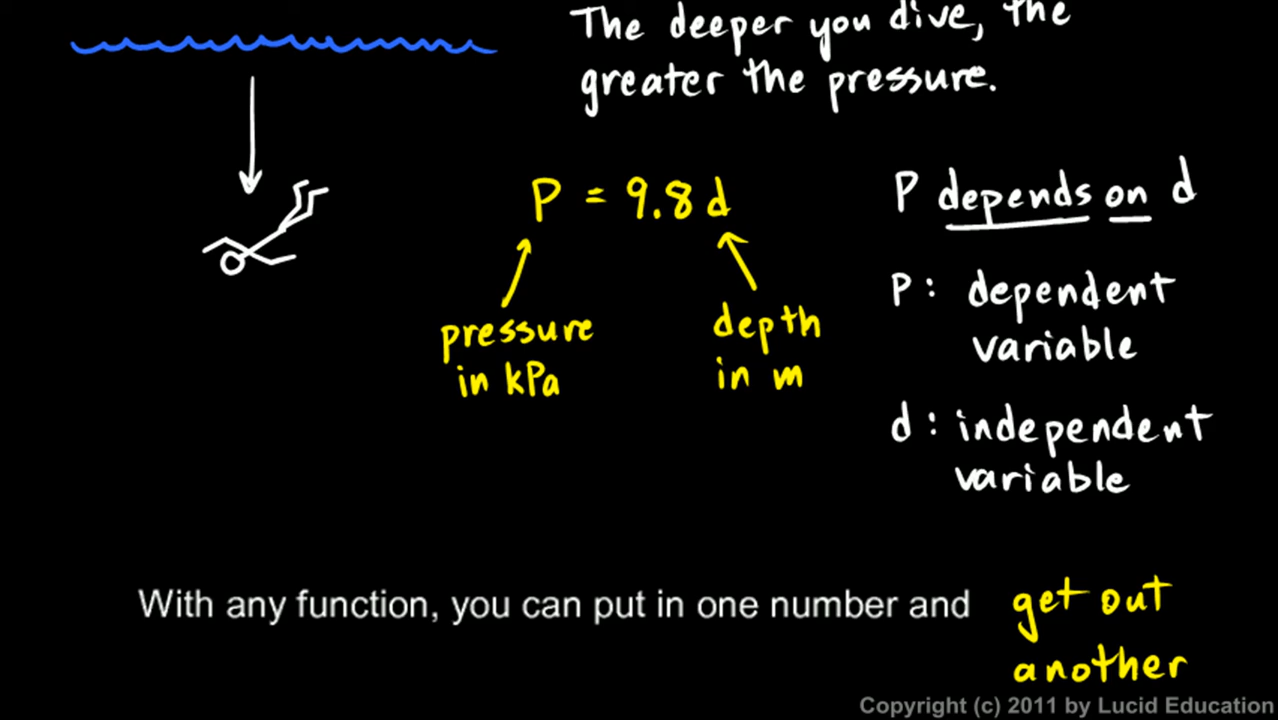 The deeper you dive, the
greater the pressure.
P = 9.8 d
pressure
in kPa
depth
in m
P depends on d
P: dependent
variable
d: independent
variable
With any function, you can put in one number and get out
another
Copyright (c) 2011 by Lucid Education